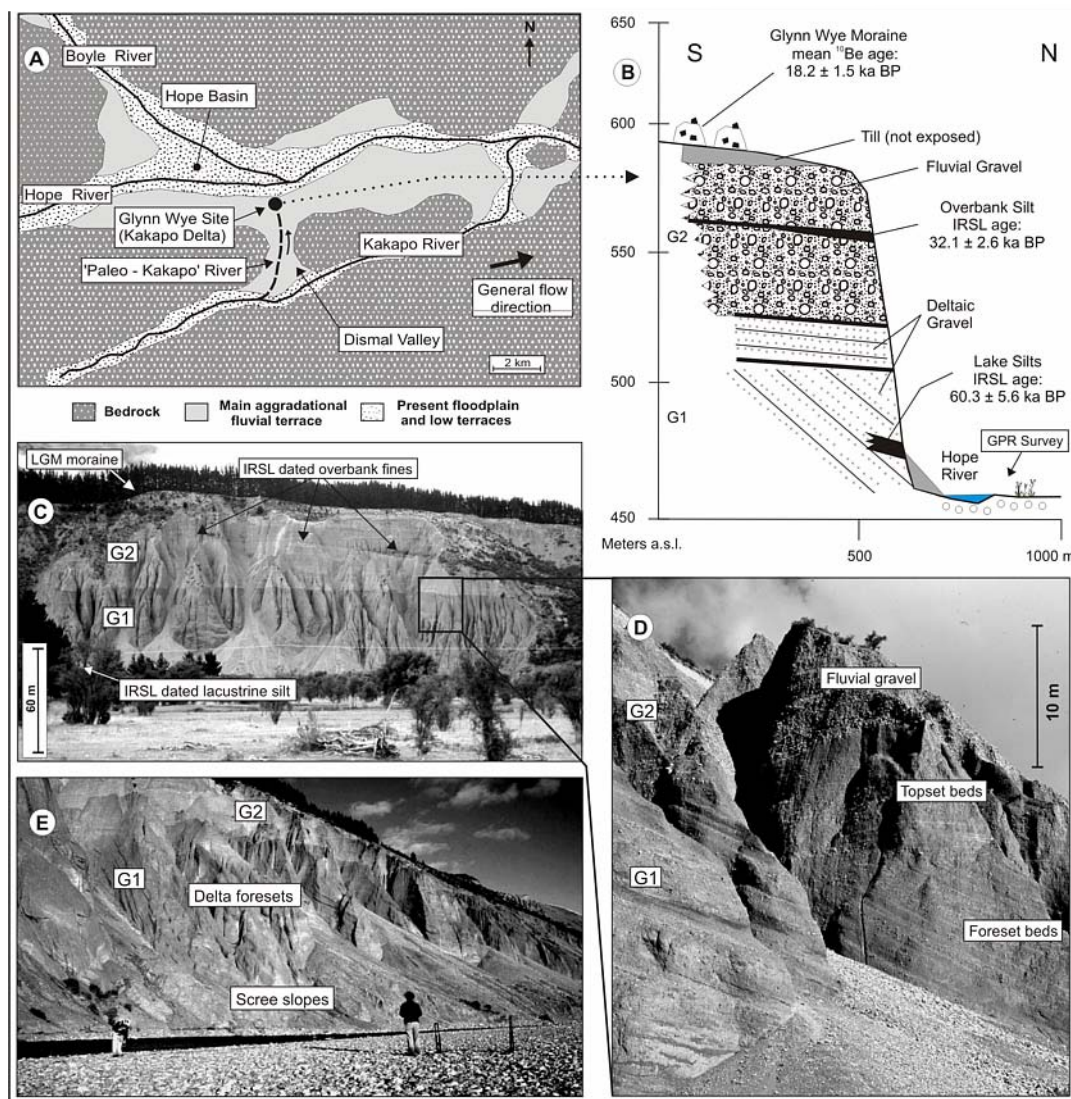 A
N
Boyle River
Hope Basin
Hope River
Glynn Wye Site
(Kakapo Delta)
'Paleo - Kakapo' River
Kakapo River
General flow
direction
Dismal Valley
2 km
Bedrock
Main aggradational
fluvial terrace
Present floodplain
and low terraces
B
650
600
550
500
450
Meters a.s.l.
500
1000 m
S
N
Glynn Wye Moraine
mean ¹⁰Be age:
18.2 ± 1.5 ka BP
Till (not exposed)
Fluvial Gravel
Overbank Silt
IRSL age:
32.1 ± 2.6 ka BP
G2
Deltaic
Gravel
Lake Silts
IRSL age:
60.3 ± 5.6 ka BP
G1
Hope
River
GPR Survey
C
LGM moraine
IRSL dated overbank fines
G2
G1
60 m
IRSL dated lacustrine silt
D
Fluvial gravel
10 m
G2
Topset beds
G1
Foreset beds
E
G2
G1
Delta foresets
Scree slopes